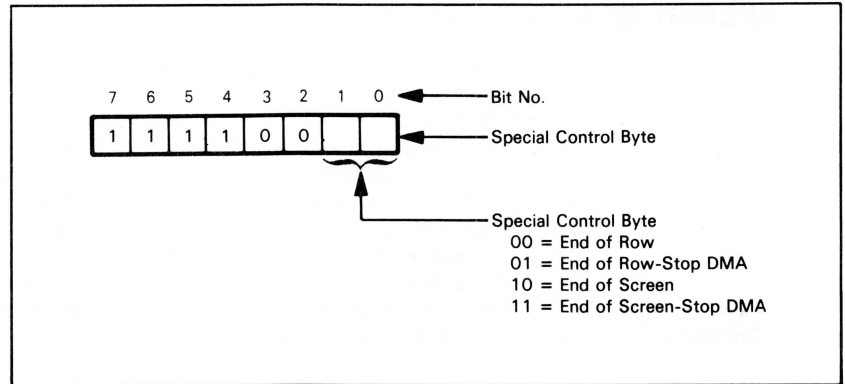 7 6 5 4 3 2 1 0 Bit No.
1 1 1 1 0 0 Special Control Byte
Special Control Byte
00 = End of Row
01 = End of Row-Stop DMA
10 = End of Screen
11 = End of Screen-Stop DMA